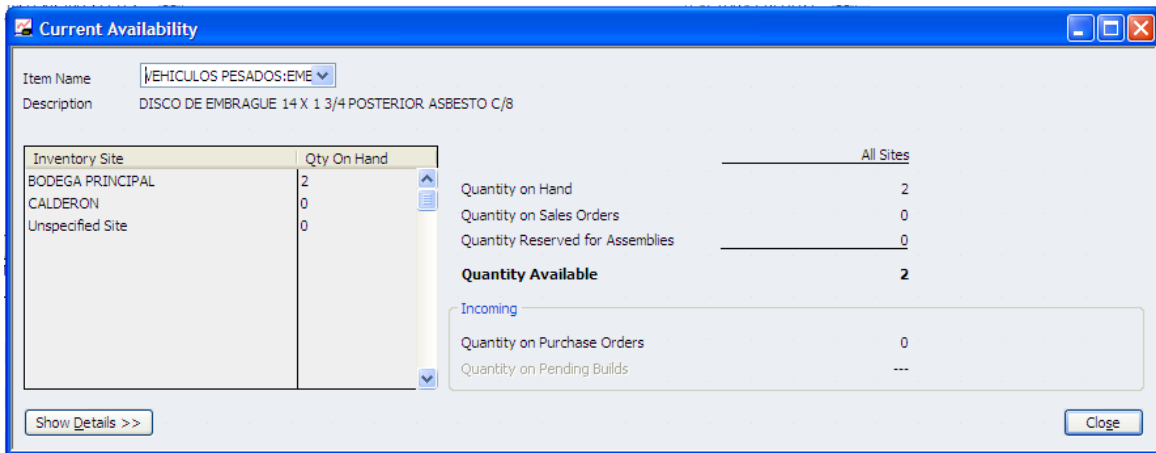 Current Availability
Item Name VEHICULOS PESADOS:EME
Description DISCO DE EMBRAGUE 14 X 1 3/4 POSTERIOR ASBESTO C/8
Inventory Site Qty On Hand
BODEGA PRINCIPAL 2
CALDERON 0
Unspecified Site 0
All Sites
Quantity on Hand 2
Quantity on Sales Orders 0
Quantity Reserved for Assemblies 0
Quantity Available 2
Incoming
Quantity on Purchase Orders 0
Quantity on Pending Builds ---
Show Details >>
Close